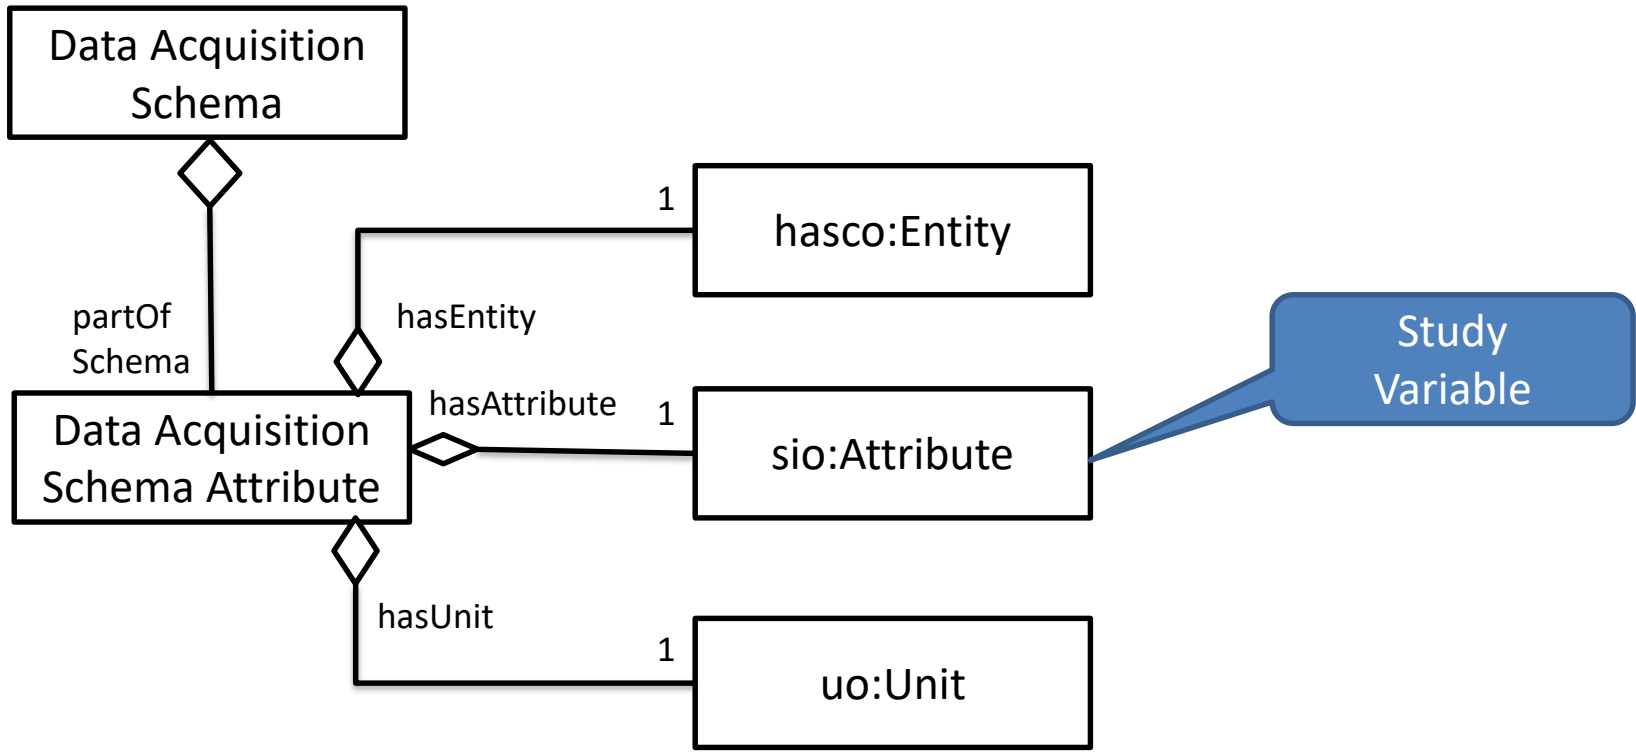 Data Acquisition
Schema
1
hasco:Entity
partOf
Schema
hasEntity
Study
Variable
hasAttribute
1
Data Acquisition
Schema Attribute
sio:Attribute
hasUnit
1
uo:Unit